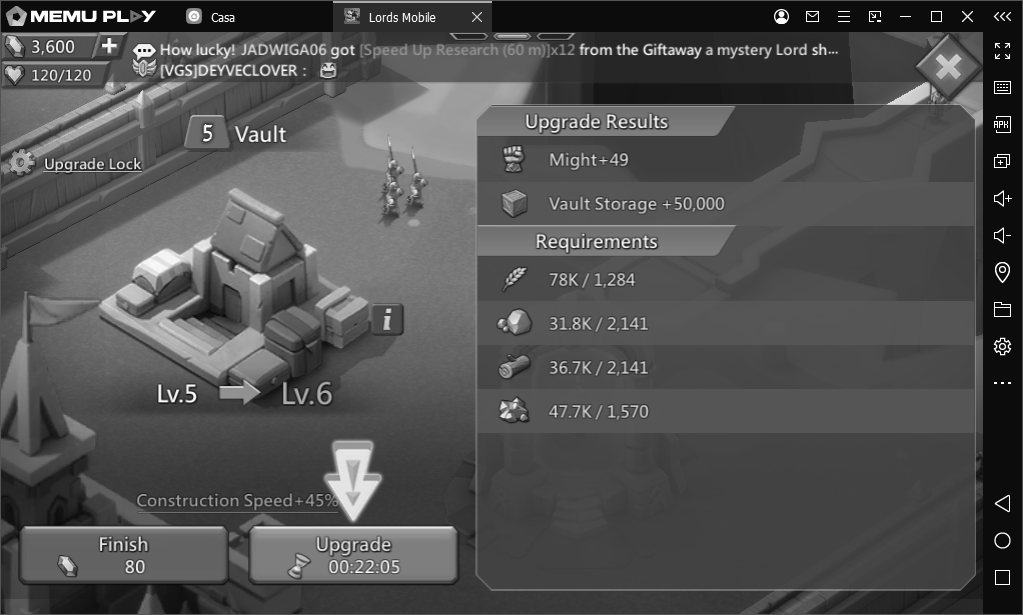 MEMU PLAY
Casa
Lords Mobile
3,600
120/120
How lucky! JADWIGA06 got [Speed Up Research (60 m)]x12 from the Giftaway a mystery Lord sh...
[VGS]DEYVECLOVER :
5 Vault
Upgrade Lock
Lv.5
Lv.6
Construction Speed+45%
Finish
80
Upgrade
00:22:05
Upgrade Results
Might+49
Vault Storage +50,000
Requirements
78K / 1,284
31.8K / 2,141
36.7K / 2,141
47.7K / 1,570
i
APK